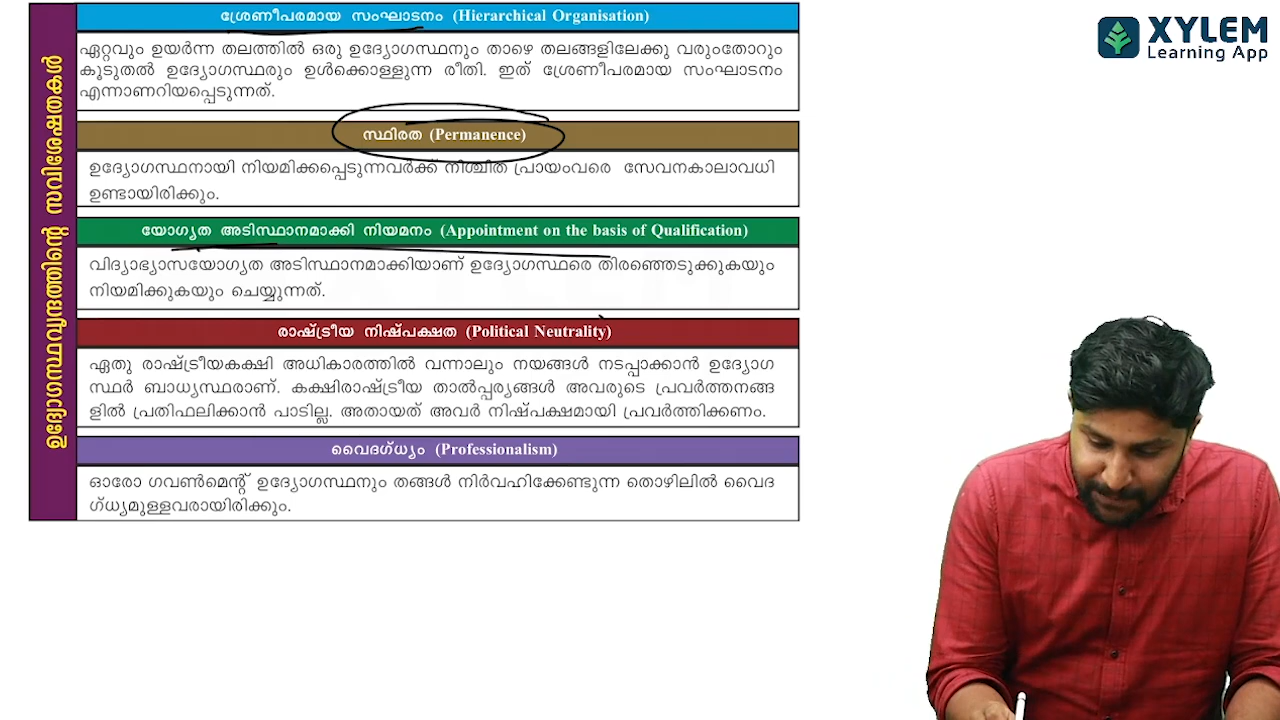 XYLEM
Learning App
ഉദ്യോഗസ്ഥവൃന്ദത്തിന്റെ സവിശേഷതകൾ
ശ്രേണീപരമായ സംഘാടനം (Hierarchical Organisation)
ഏറ്റവും ഉയർന്ന തലത്തിൽ ഒരു ഉദ്യോഗസ്ഥനും താഴെ തലങ്ങളിലേക്കു വരുംതോറും
കൂടുതൽ ഉദ്യോഗസ്ഥരും ഉൾക്കൊള്ളുന്ന രീതി. ഇത് ശ്രേണീപരമായ സംഘാടനം
എന്നാണറിയപ്പെടുന്നത്.
സ്ഥിരത (Permanence)
ഉദ്യോഗസ്ഥനായി നിയമിക്കപ്പെടുന്നവർക്ക് നിശ്ചിത പ്രായംവരെ സേവനകാലാവധി
ഉണ്ടായിരിക്കും.
യോഗ്യത അടിസ്ഥാനമാക്കി നിയമനം (Appointment on the basis of Qualification)
വിദ്യാഭ്യാസയോഗ്യത അടിസ്ഥാനമാക്കിയാണ് ഉദ്യോഗസ്ഥരെ തിരഞ്ഞെടുക്കുകയും
നിയമിക്കുകയും ചെയ്യുന്നത്.
രാഷ്ട്രീയ നിഷ്പക്ഷത (Political Neutrality)
ഏതു രാഷ്ട്രീയകക്ഷി അധികാരത്തിൽ വന്നാലും നയങ്ങൾ നടപ്പാക്കാൻ ഉദ്യോഗ
സ്ഥർ ബാധ്യസ്ഥരാണ്. കക്ഷിരാഷ്ട്രീയ താൽപ്പര്യങ്ങൾ അവരുടെ പ്രവർത്തനങ്ങ
ളിൽ പ്രതിഫലിക്കാൻ പാടില്ല. അതായത് അവർ നിഷ്പക്ഷമായി പ്രവർത്തിക്കണം.
വൈദഗ്ധ്യം (Professionalism)
ഓരോ ഗവൺമെന്റ് ഉദ്യോഗസ്ഥനും തങ്ങൾ നിർവഹിക്കേണ്ടുന്ന തൊഴിലിൽ വൈദ
ഗ്ധ്യമുള്ളവരായിരിക്കും.